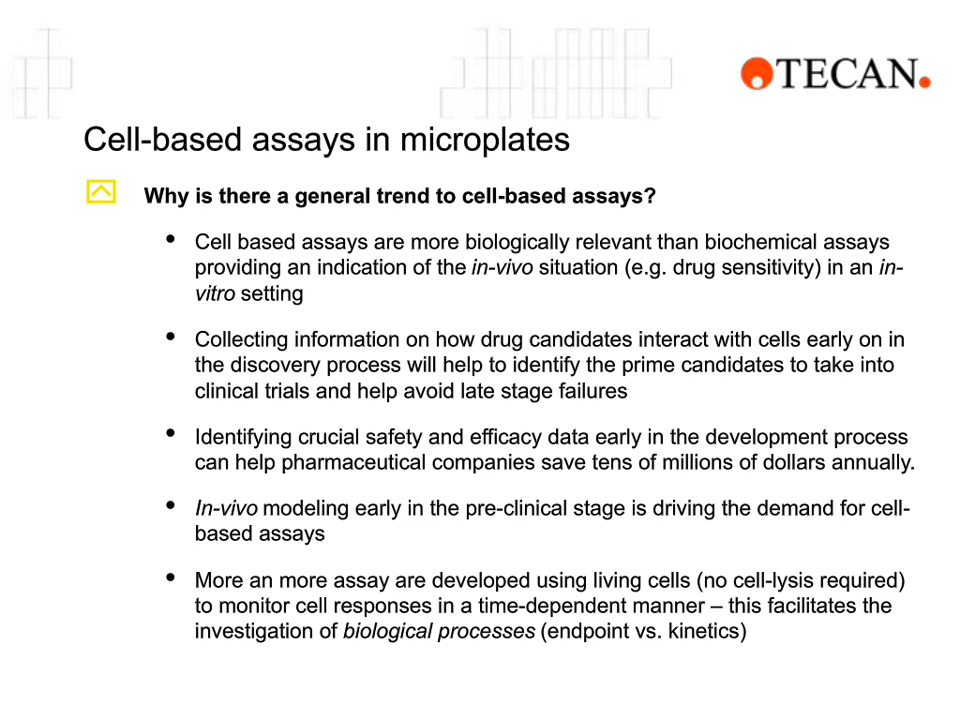 TECAN.
Cell-based assays in microplates
Why is there a general trend to cell-based assays?
• Cell based assays are more biologically relevant than biochemical assays
providing an indication of the in-vivo situation (e.g. drug sensitivity) in an in-
vitro setting
• Collecting information on how drug candidates interact with cells early on in
the discovery process will help to identify the prime candidates to take into
clinical trials and help avoid late stage failures
• Identifying crucial safety and efficacy data early in the development process
can help pharmaceutical companies save tens of millions of dollars annually.
• In-vivo modeling early in the pre-clinical stage is driving the demand for cell-
based assays
• More an more assay are developed using living cells (no cell-lysis required)
to monitor cell responses in a time-dependent manner – this facilitates the
investigation of biological processes (endpoint vs. kinetics)